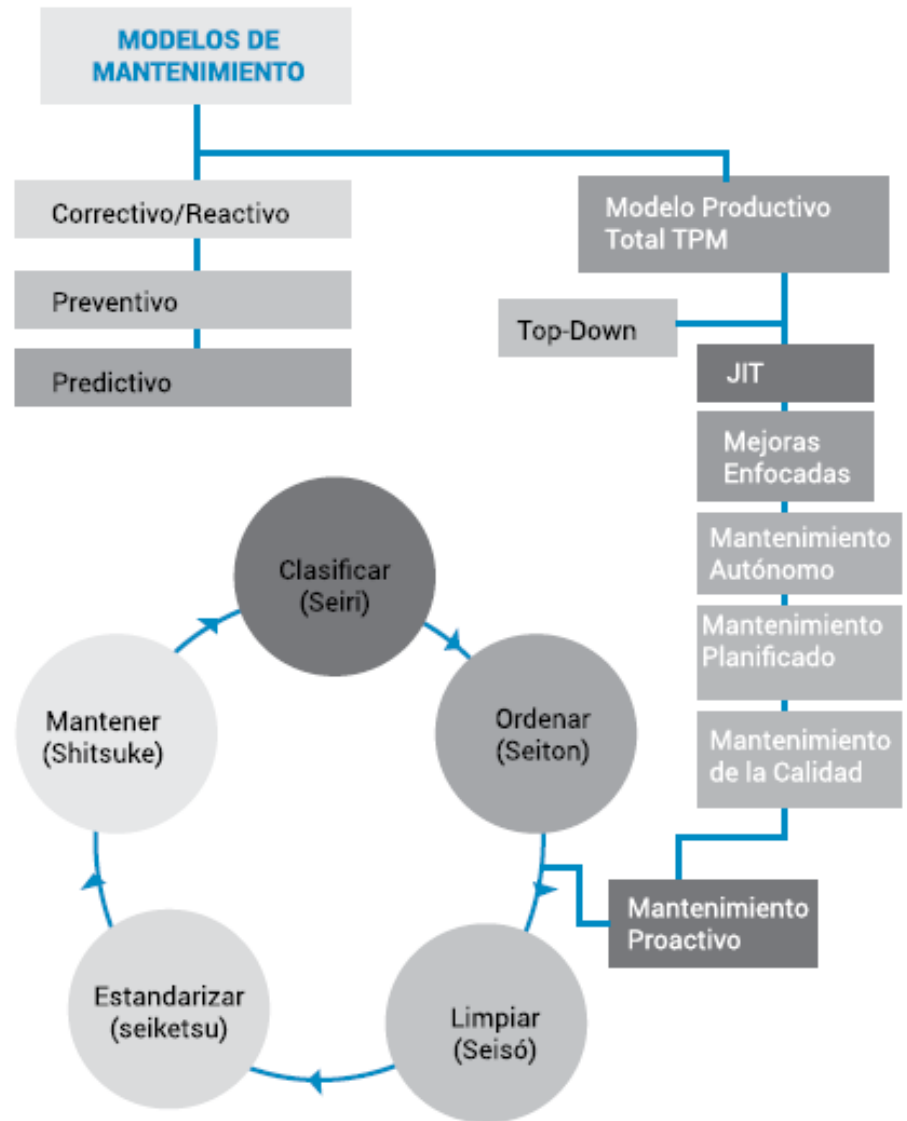 MODELOS DE
MANTENIMIENTO
Correctivo/Reactivo
Preventivo
Predictivo
Modelo Productivo
Total TPM
Top-Down
JIT
Mejoras
Enfocadas
Mantenimiento
Autónomo
Mantenimiento
Planificado
Mantenimiento
de la Calidad
Mantenimiento
Proactivo
Clasificar
(Seiri)
Ordenar
(Seiton)
Limpiar
(Seisó)
Estandarizar
(seiketsu)
Mantener
(Shitsuke)